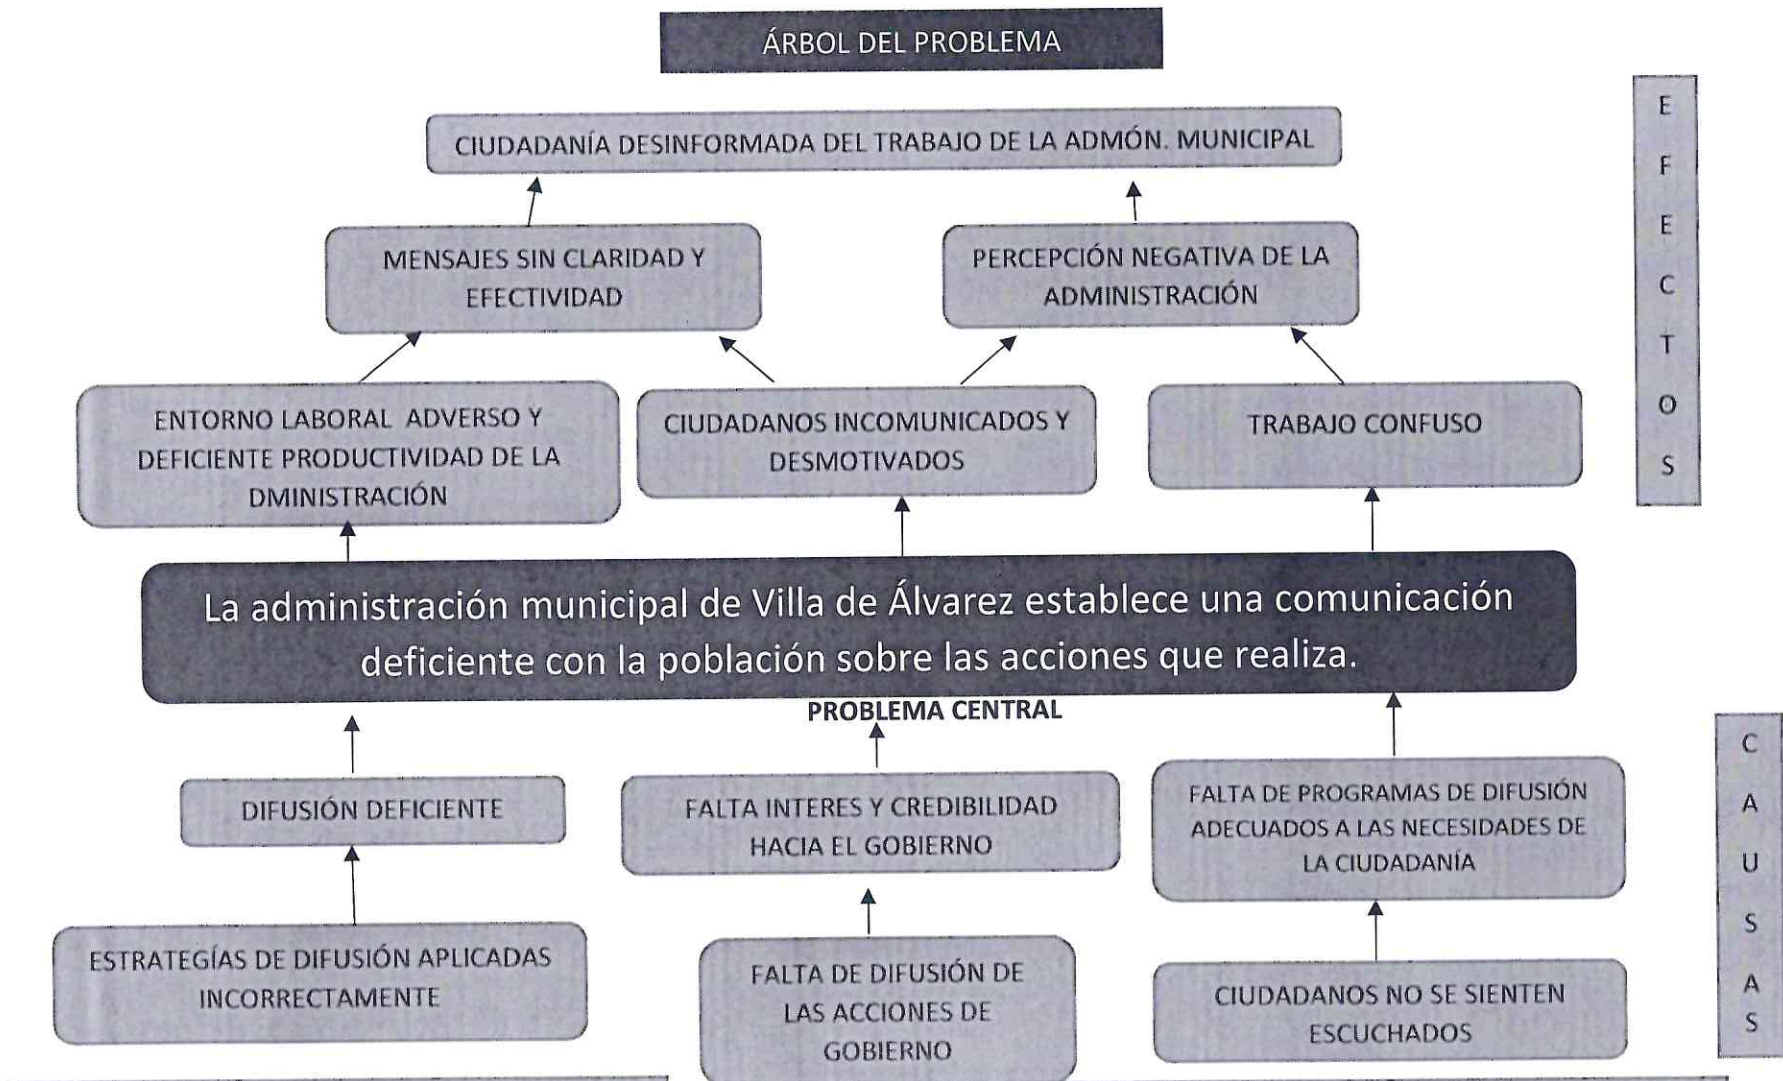 ÁRBOL DEL PROBLEMA
CIUDADANÍA DESINFORMADA DEL TRABAJO DE LA ADMÓN. MUNICIPAL
MENSAJES SIN CLARIDAD Y
EFECTIVIDAD
PERCEPCIÓN NEGATIVA DE LA
ADMINISTRACIÓN
ENTORNO LABORAL ADVERSO Y
DEFICIENTE PRODUCTIVIDAD DE LA
DMINISTRACIÓN
CIUDADANOS INCOMUNICADOS Y
DESMOTIVADOS
TRABAJO CONFUSO
E
F
E
C
T
O
S
La administración municipal de Villa de Álvarez establece una comunicación
deficiente con la población sobre las acciones que realiza.
PROBLEMA CENTRAL
DIFUSIÓN DEFICIENTE
FALTA INTERES Y CREDIBILIDAD
HACIA EL GOBIERNO
FALTA DE PROGRAMAS DE DIFUSIÓN
ADECUADOS A LAS NECESIDADES DE
LA CIUDADANÍA
ESTRATEGÍAS DE DIFUSIÓN APLICADAS
INCORRECTAMENTE
FALTA DE DIFUSIÓN DE
LAS ACCIONES DE
GOBIERNO
CIUDADANOS NO SE SIENTEN
ESCUCHADOS
C
A
U
S
A
S